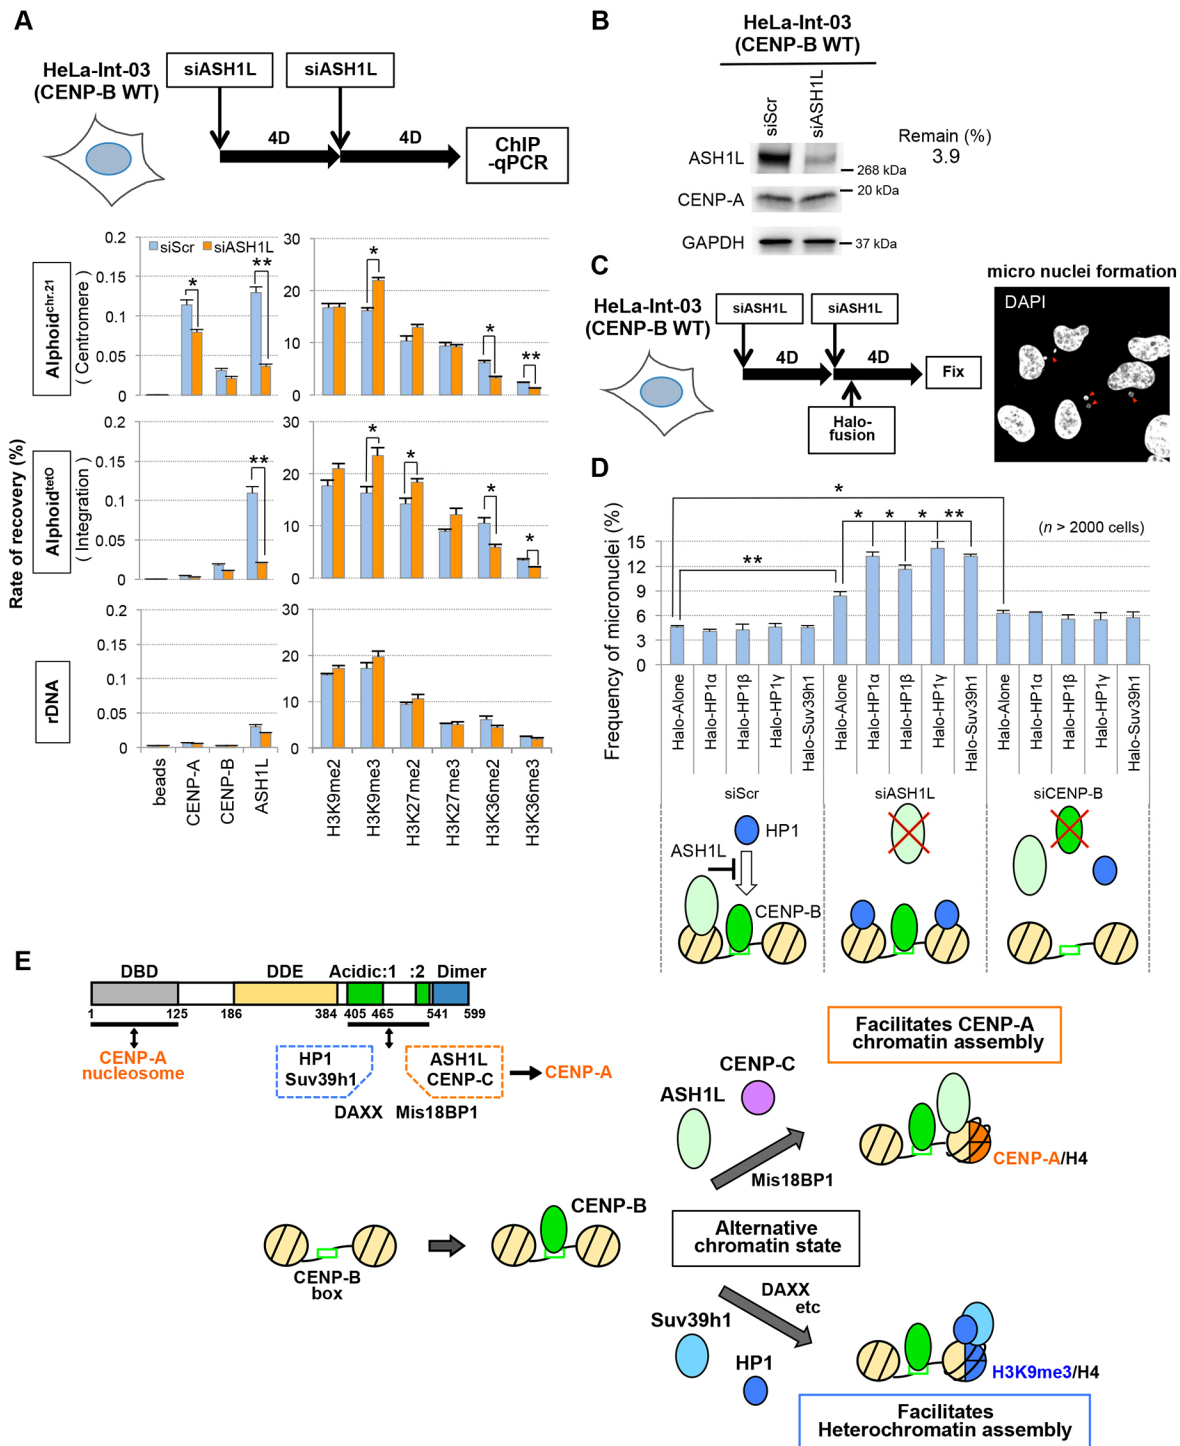 A
HeLa-Int-03
(CENP-B WT)
siASH1L
siASH1L
4D
4D
ChIP
-qPCR
siScr
siASH1L
Rate of recovery (%)
Alphoidchr.21
( Centromere )
0.2
0.15
0.1
0.05
0
*
**
30
20
10
0
*
*
**
Alphoidtet​O
( Integration )
0.2
0.15
0.1
0.05
0
**
30
20
10
0
*
*
*
*
rDNA
0.2
0.15
0.1
0.05
0
30
20
10
0
beads
CENP-A
CENP-B
ASH1L
H3K9me2
H3K9me3
H3K27me2
H3K27me3
H3K36me2
H3K36me3
B
HeLa-Int-03
(CENP-B WT)
siScr
siASH1L
Remain (%)
ASH1L
3.9
268 kDa
20 kDa
CENP-A
GAPDH
37 kDa
C
HeLa-Int-03
(CENP-B WT)
siASH1L
siASH1L
4D
4D
Fix
Halo-
fusion
micro nuclei formation
DAPI
D
Frequency of micronuclei (%)
(n > 2000 cells)
*
**
*
*
*
**
15
12
9
6
3
0
Halo-Alone
Halo-HP1α
Halo-HP1β
Halo-HP1γ
Halo-Suv39h1
Halo-Alone
Halo-HP1α
Halo-HP1β
Halo-HP1γ
Halo-Suv39h1
Halo-Alone
Halo-HP1α
Halo-HP1β
Halo-HP1γ
Halo-Suv39h1
siScr
siASH1L
siCENP-B
HP1
ASH1L
CENP-B
E
DBD
DDE
Acidic:1
:2
Dimer
1
125
186
384
405
465
541
599
CENP-A
nucleosome
HP1
Suv39h1
ASH1L
CENP-C
CENP-A
DAXX
Mis18BP1
CENP-B
box
CENP-B
Alternative
chromatin state
ASH1L
CENP-C
Mis18BP1
Facilitates CENP-A
chromatin assembly
CENP-A/H4
DAXX
etc
Suv39h1
HP1
H3K9me3/H4
Facilitates
Heterochromatin assembly